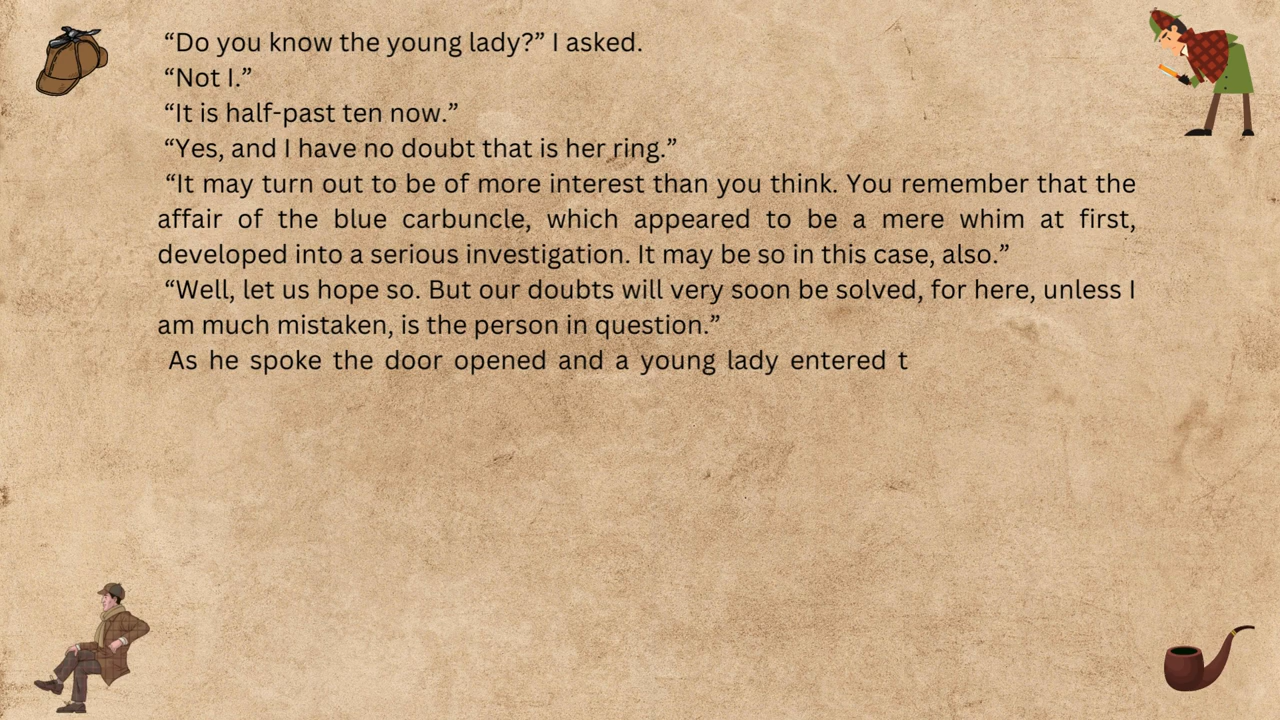 “Do you know the young lady?” I asked.
“Not I.”
“It is half-past ten now.”
“Yes, and I have no doubt that is her ring.”
“It may turn out to be of more interest than you think. You remember that the
affair of the blue carbuncle, which appeared to be a mere whim at first,
developed into a serious investigation. It may be so in this case, also.”
“Well, let us hope so. But our doubts will very soon be solved, for here, unless I
am much mistaken, is the person in question.”
As he spoke the door opened and a young lady entered t